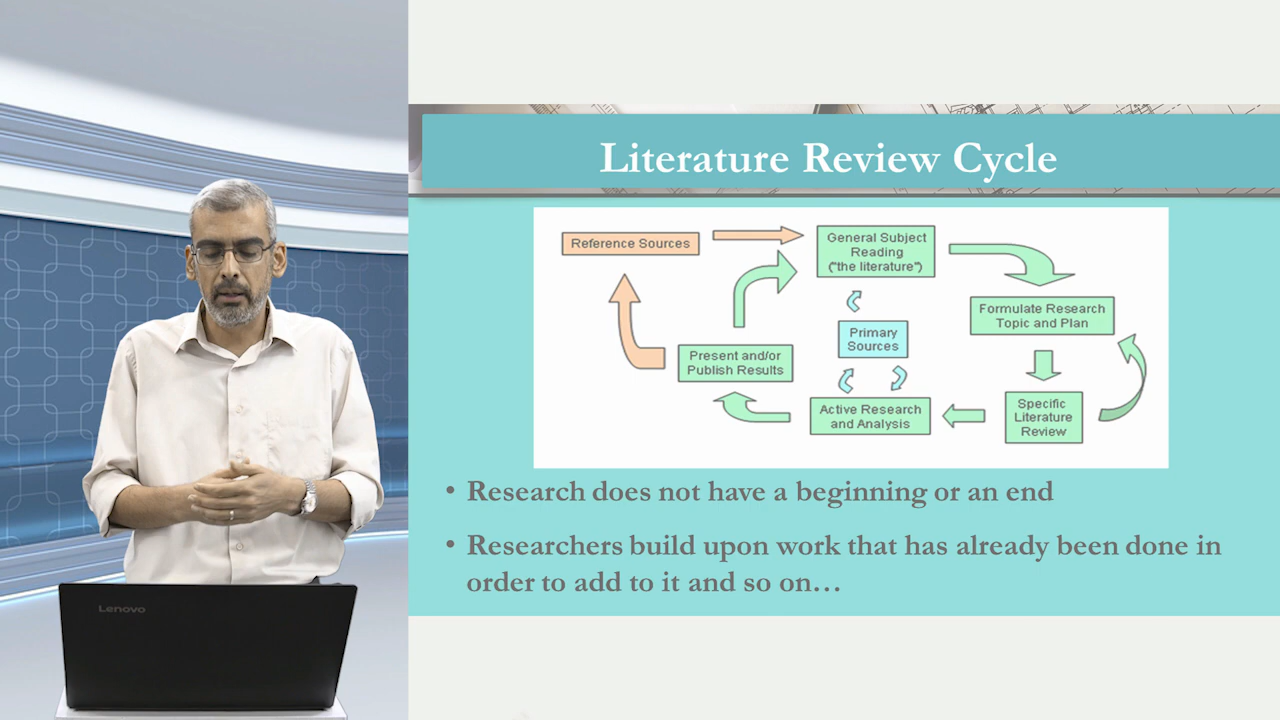 Literature Review Cycle
Reference Sources
General Subject
Reading
("the literature")
Formulate Research
Topic and Plan
Primary
Sources
Present and/or
Publish Results
Active Research
and Analysis
Specific
Literature
Review
• Research does not have a beginning or an end
• Researchers build upon work that has already been done in
order to add to it and so on…
Lenovo